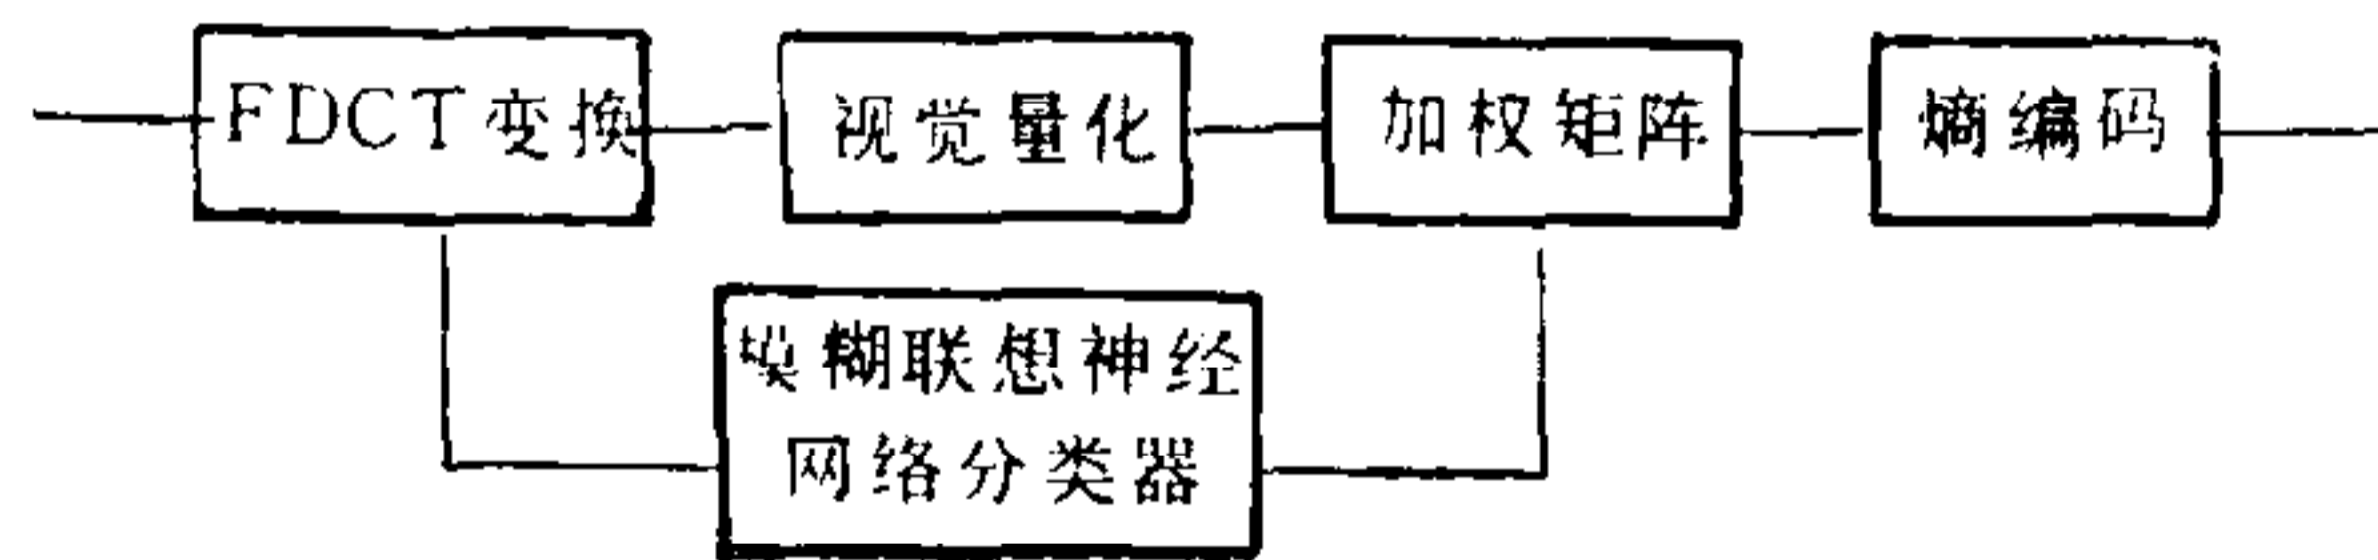 FDCT变换
视觉量化
加权矩阵
熵编码
模糊联想神经
网络分类器